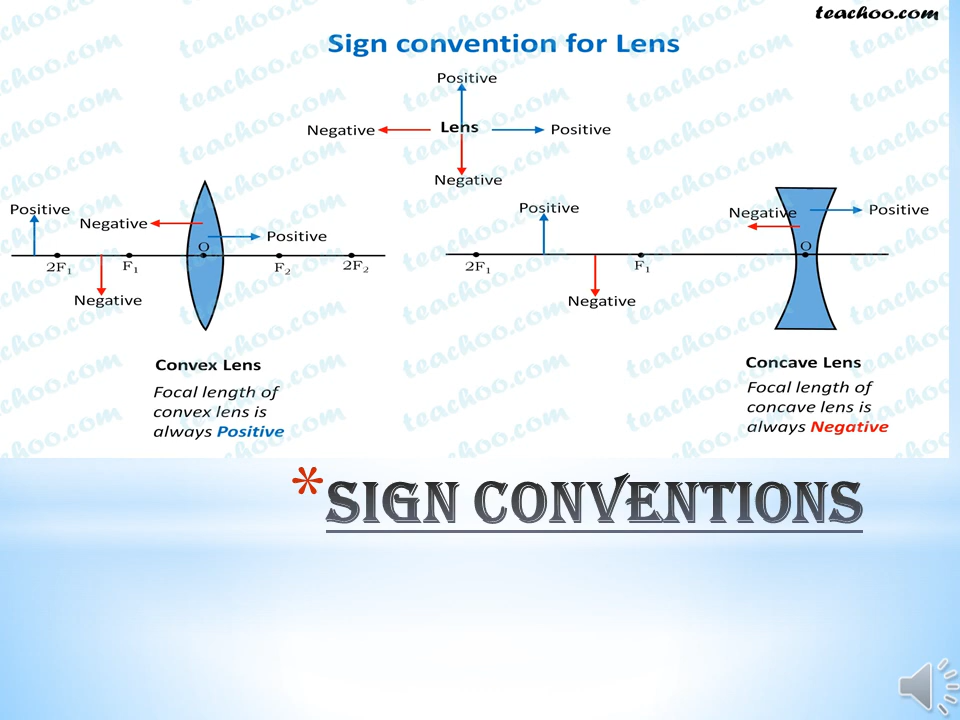 teachoo.com
Sign convention for Lens
Positive
Negative
Lens
Positive
Negative
Positive
Negative
Positive
O
2F₁
F₁
F₂
2F₂
Negative
Convex Lens
Focal length of
convex lens is
always Positive
Positive
Negative
Positive
O
2F₁
F₁
Negative
Concave Lens
Focal length of
concave lens is
always Negative
*SIGN CONVENTIONS